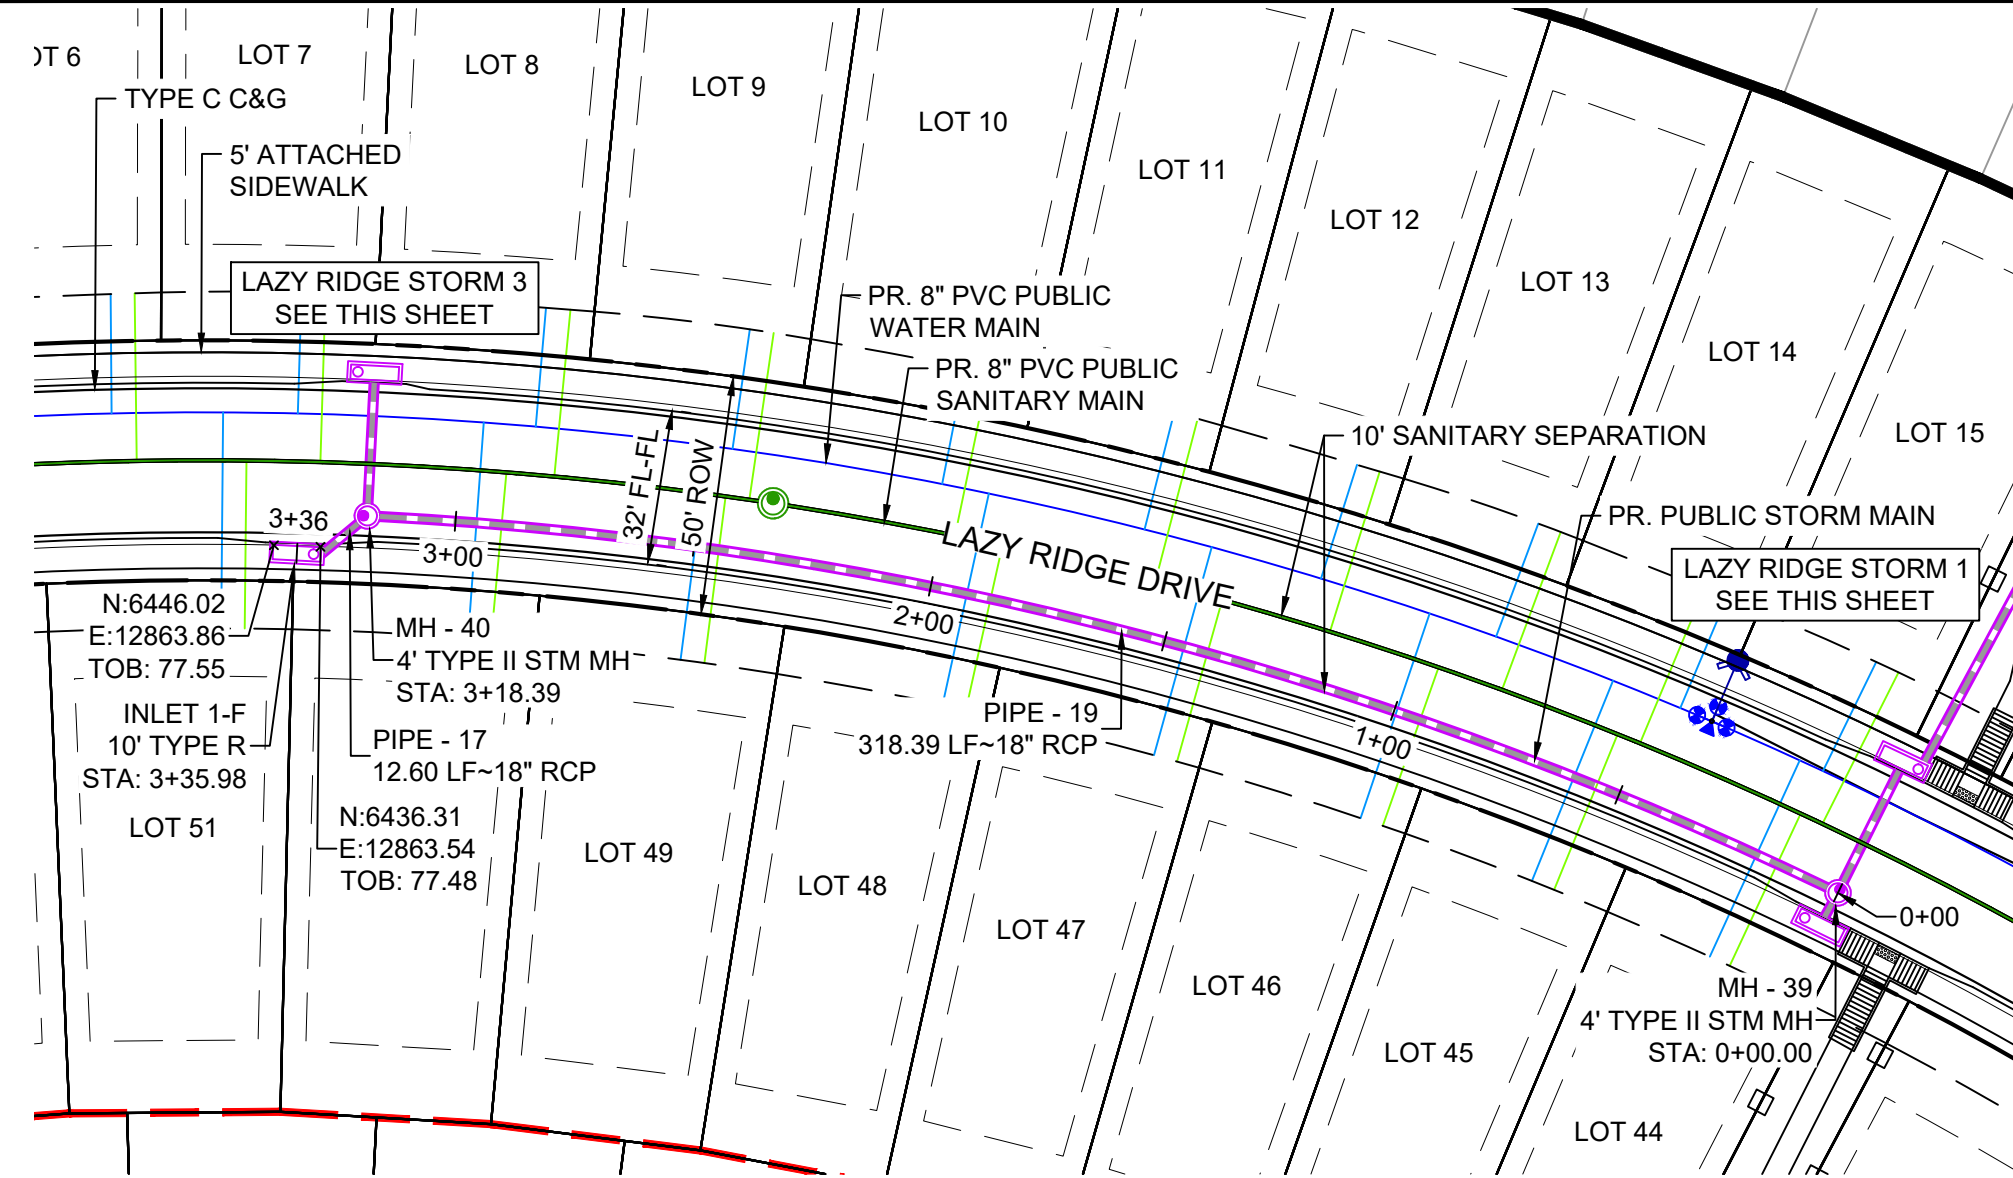 LOT 7
LOT 8
LOT 9
LOT 10
LOT 11
LOT 12
LOT 13
LOT 14
LOT 15
OT 6
TYPE C C&G
5' ATTACHED
SIDEWALK
LAZY RIDGE STORM 3
SEE THIS SHEET
PR. 8" PVC PUBLIC
WATER MAIN
PR. 8" PVC PUBLIC
SANITARY MAIN
10' SANITARY SEPARATION
PR. PUBLIC STORM MAIN
LAZY RIDGE STORM 1
SEE THIS SHEET
32' FL-FL
50' ROW
LAZY RIDGE DRIVE
3+36
3+00
2+00
1+00
0+00
N:6446.02
E:12863.86
TOB: 77.55
INLET 1-F
10' TYPE R
STA: 3+35.98
MH - 40
4' TYPE II STM MH
STA: 3+18.39
PIPE - 17
12.60 LF~18" RCP
N:6436.31
E:12863.54
TOB: 77.48
PIPE - 19
318.39 LF~18" RCP
MH - 39
4' TYPE II STM MH
STA: 0+00.00
LOT 51
LOT 49
LOT 48
LOT 47
LOT 46
LOT 45
LOT 44